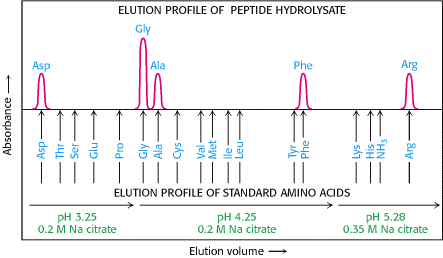 ELUTION PROFILE OF PEPTIDE HYDROLYSATE
Gly
Asp
Ala
Phe
Arg
Absorbance
Asp
Thr
Ser
Glu
Pro
Gly
Ala
Cys
Val
Met
Ile
Leu
Tyr
Phe
Lys
His
NH3
Arg
ELUTION PROFILE OF STANDARD AMINO ACIDS
pH 3.25
0.2 M Na citrate
pH 4.25
0.2 M Na citrate
pH 5.28
0.35 M Na citrate
Elution volume